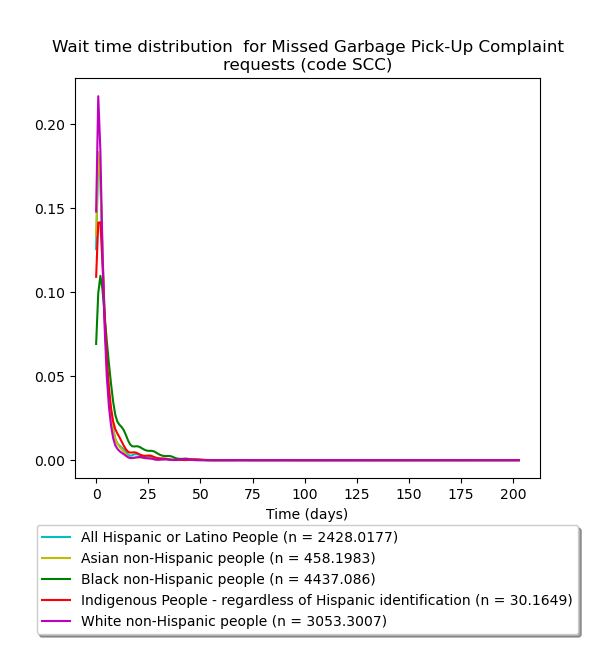 Wait time distribution  for Missed Garbage Pick-Up Complaint
requests (code SCC)
0.20
0.15
0.10
0.05
0.00
0 25 50 75 100 125 150 175 200
Time (days)
All Hispanic or Latino People (n = 2428.0177)
Asian non-Hispanic people (n = 458.1983)
Black non-Hispanic people (n = 4437.086)
Indigenous People - regardless of Hispanic identification (n = 30.1649)
White non-Hispanic people (n = 3053.3007)